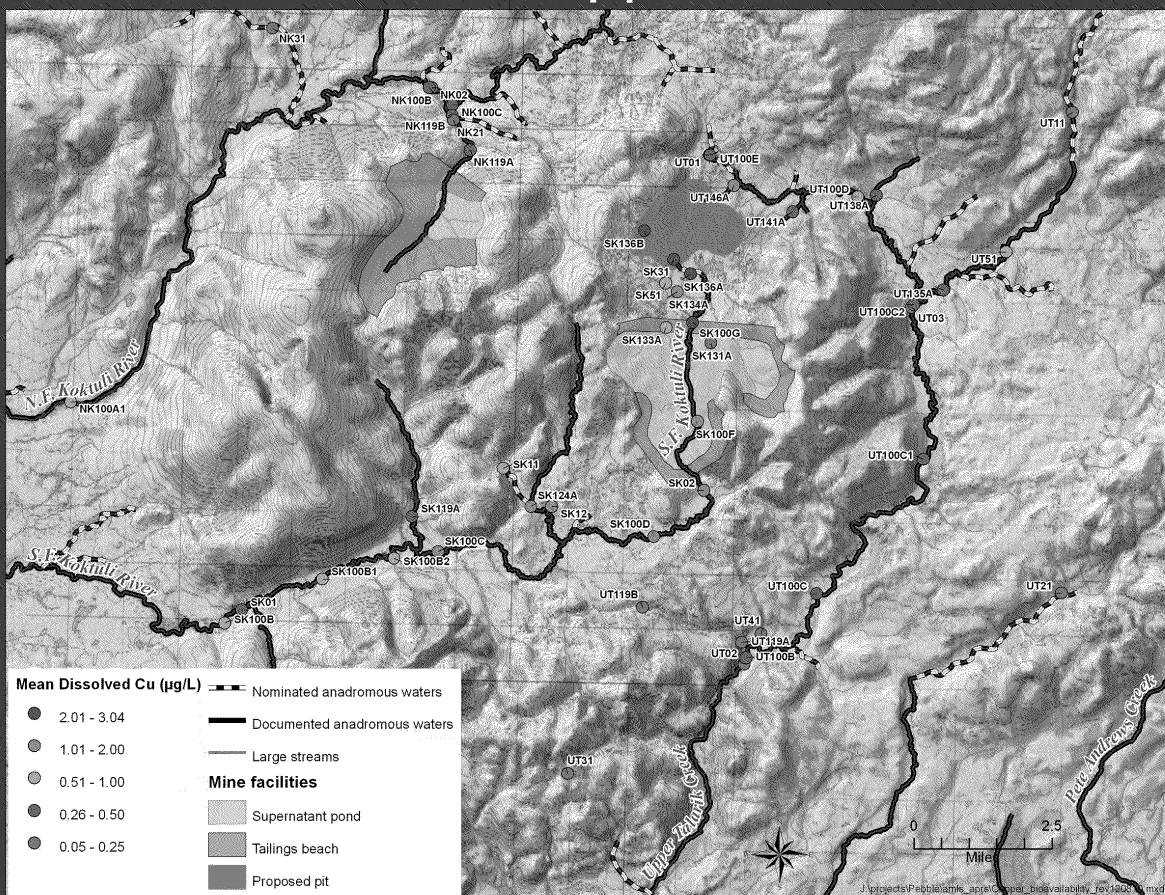 NK31
NK100B
NK02
NK100C
NK119B
NK21
NK119A
UT11
UT01
UT100E
UT146A
UT100D
UT138A
UT141A
SK136B
SK31
SK136A
SK51
SK134A
UT51
UT135A
UT100C2
UT03
SK133A
SK100G
SK131A
N.F. Koktuli River
NK100A1
S.F. Koktuli River
SK100F
UT100C1
SK11
SK02
SK124A
SK12
SK119A
SK100D
SK100C
SK100B2
SK100B1
S.F. Koktuli River
SK01
SK100B
UT119B
UT100C
UT21
UT41
UT119A
UT02
UT100B
UT31
Upper Talarik Creek
Pete Andrews Creek
Mean Dissolved Cu (µg/L)
2.01 - 3.04
1.01 - 2.00
0.51 - 1.00
0.26 - 0.50
0.05 - 0.25
Nominated anadromous waters
Documented anadromous waters
Large streams
Mine facilities
Supernatant pond
Tailings beach
Proposed pit
0 2.5
Miles